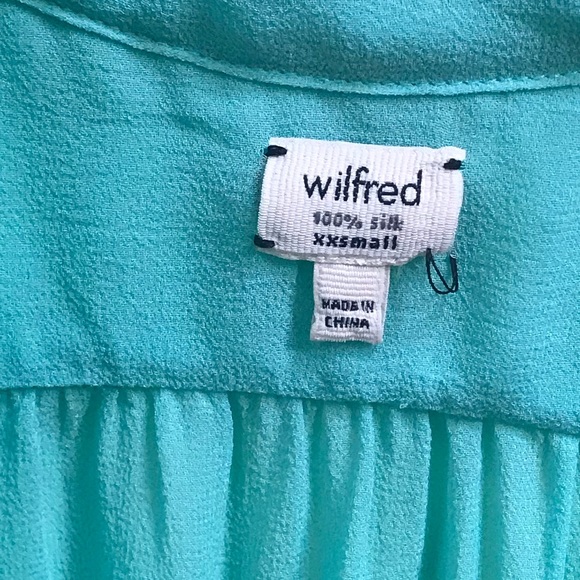 wilfred
100% silk
xxsmall
MADE IN
CHINA